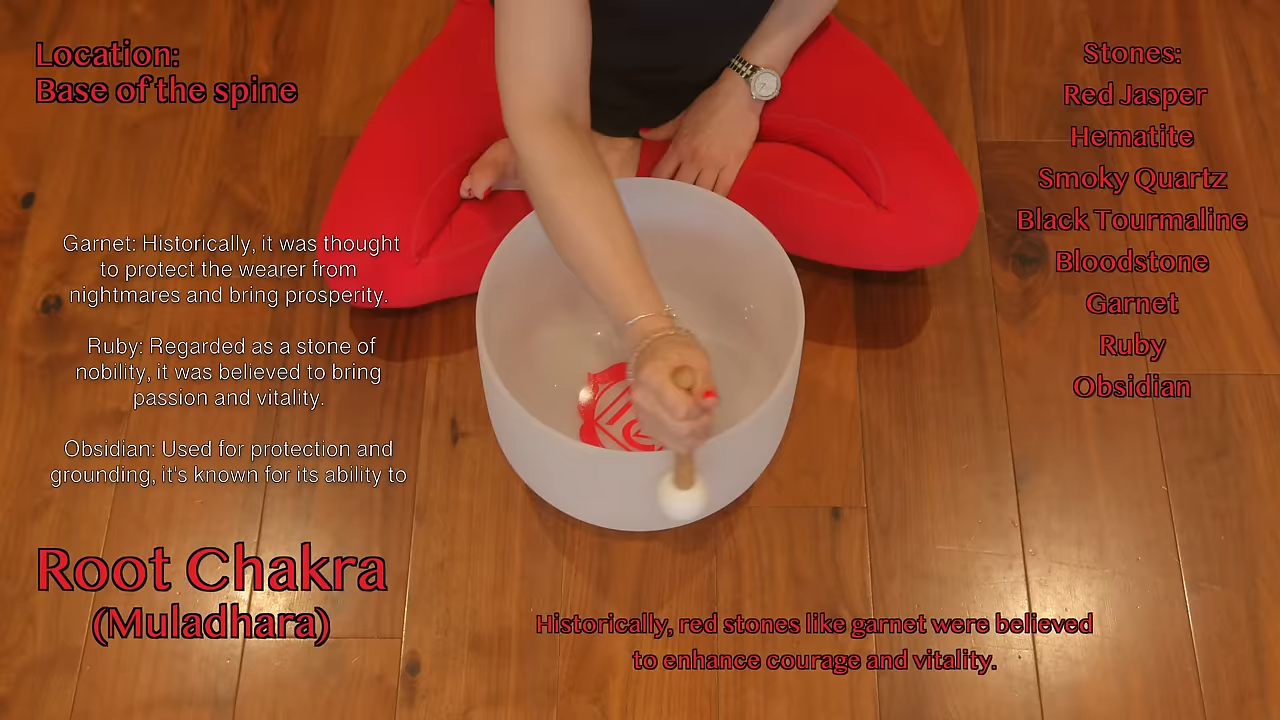 Location:
Base of the spine
Garnet: Historically, it was thought
to protect the wearer from
nightmares and bring prosperity.
Ruby: Regarded as a stone of
nobility, it was believed to bring
passion and vitality.
Obsidian: Used for protection and
grounding, it's known for its ability to
Root Chakra
(Muladhara)
Stones:
Red Jasper
Hematite
Smoky Quartz
Black Tourmaline
Bloodstone
Garnet
Ruby
Obsidian
Historically, red stones like garnet were believed
to enhance courage and vitality.